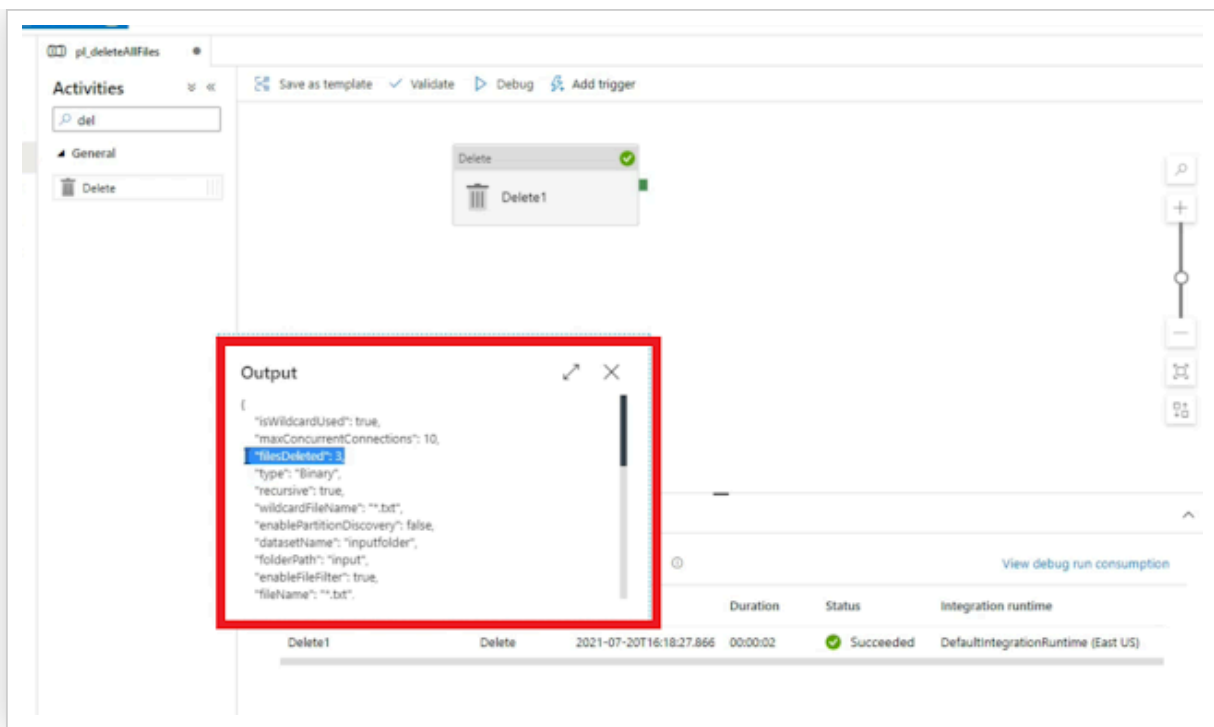 pl_deleteAllFiles
Activities
Save as template Validate Debug Add trigger
del
General
Delete
Delete
Delete1
Output
{
"isWildcardUsed": true,
"maxConcurrentConnections": 10,
"filesDeleted": 3,
"type": "Binary",
"recursive": true,
"wildcardFileName": "*.txt",
"enablePartitionDiscovery": false,
"datasetName": "inputfolder",
"folderPath": "input",
"enableFileFilter": true,
"fileName": "*.txt".
View debug run consumption
Duration Status Integration runtime
Delete1 Delete 2021-07-20T16:18:27.866 00:00:02 Succeeded DefaultIntegrationRuntime (East US)